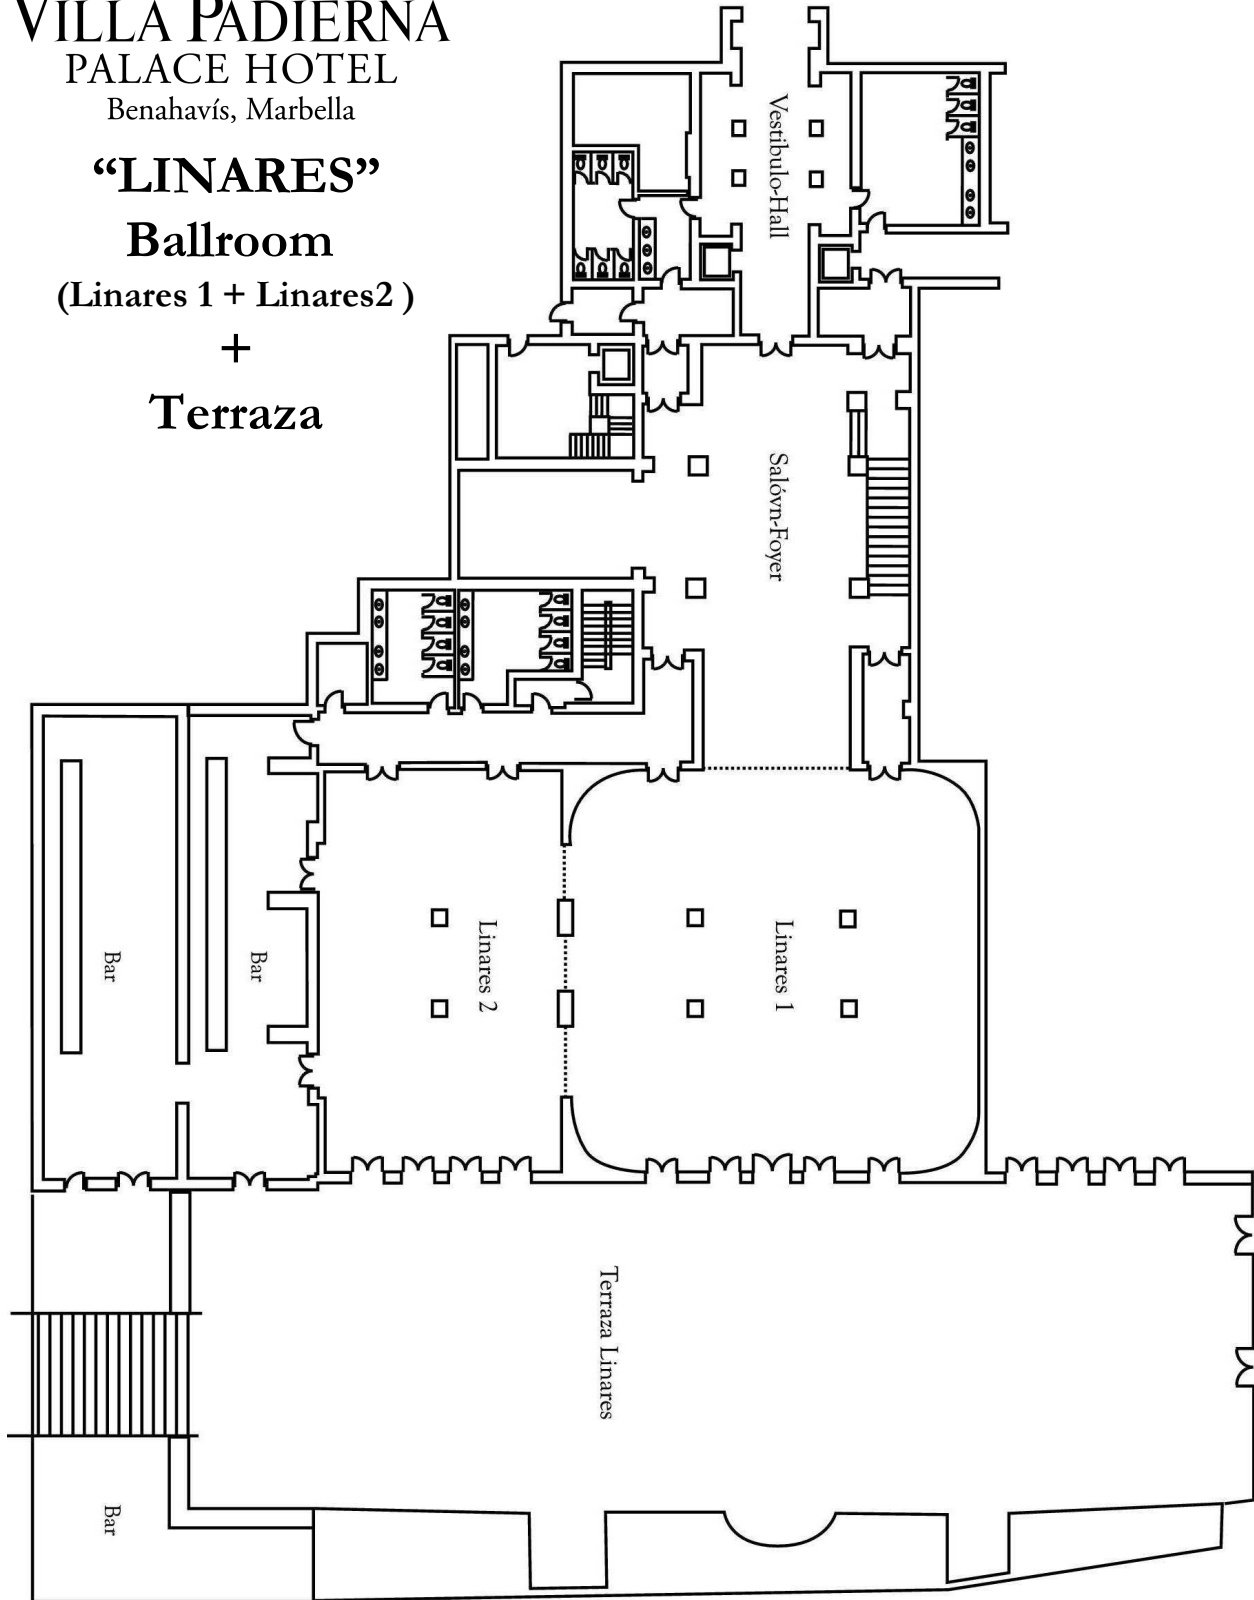 VILLA PADIERNA
PALACE HOTEL
Benahavís, Marbella
“LINARES”
Ballroom
(Linares 1 + Linares2 )
+
Terraza
Vestibulo-Hall
Salóvn-Foyer
Linares 1
Linares 2
Bar
Bar
Terraza Linares
Bar